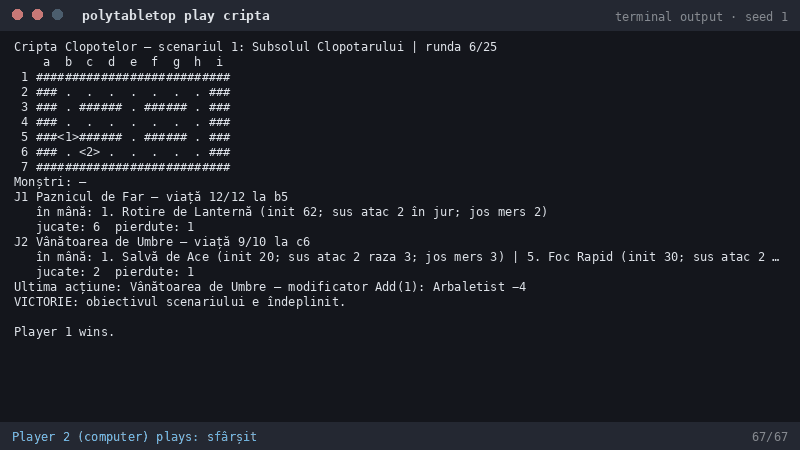 polytabletop play cripta
terminal output · seed 1
Cripta Clopotelor — scenariul 1: Subsolul Clopotarului | runda 6/25
    a  b  c  d  e  f  g  h  i
 1 ###########################
 2 ### .  .  .  .  .  .  . ###
 3 ### . ###### . ###### . ###
 4 ### .  .  .  .  .  .  . ###
 5 ###<1>###### . ###### . ###
 6 ### . <2> .  .  .  .  . ###
 7 ###########################
Monștri: —
J1 Paznicul de Far — viață 12/12 la b5
   în mână: 1. Rotire de Lanternă (init 62; sus atac 2 în jur; jos mers 2)
   jucate: 6  pierdute: 1
J2 Vânătoarea de Umbre — viață 9/10 la c6
   în mână: 1. Salvă de Ace (init 20; sus atac 2 raza 3; jos mers 3) | 5. Foc Rapid (init 30; sus atac 2 …
   jucate: 2  pierdute: 1
Ultima acțiune: Vânătoarea de Umbre — modificator Add(1): Arbaletist −4
VICTORIE: obiectivul scenariului e îndeplinit.
Player 1 wins.
Player 2 (computer) plays: sfârșit
67/67